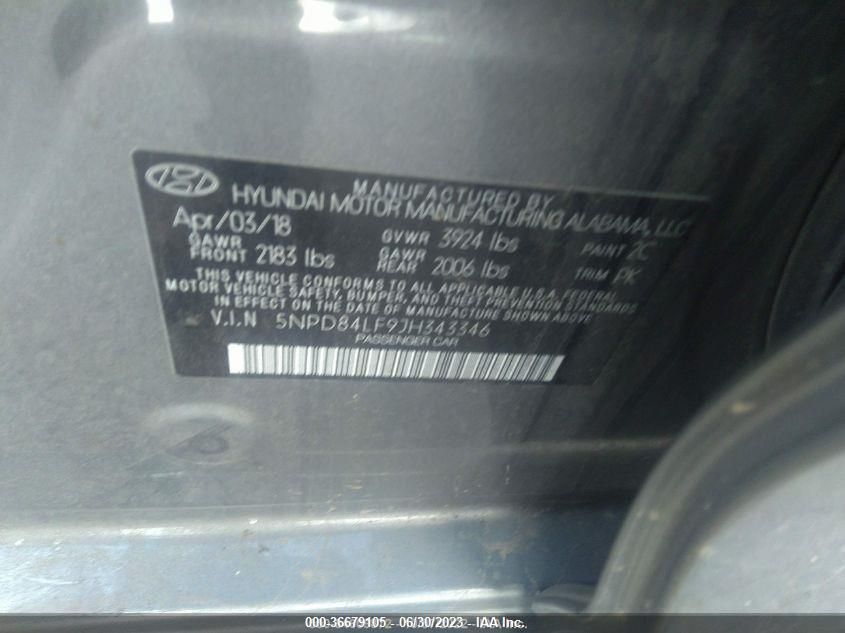 MANUFACTURED BY
HYUNDAI MOTOR MANUFACTURING ALABAMA, LLC
Apr/03/18 GVWR 3924 lbs PAINT 2C
GAWR FRONT 2183 lbs GAWR REAR 2006 lbs TRIM PK
THIS VEHICLE CONFORMS TO ALL APPLICABLE U.S. FEDERAL
MOTOR VEHICLE SAFETY, BUMPER, AND THEFT PREVENTION STANDARDS
IN EFFECT ON THE DATE OF MANUFACTURE SHOWN ABOVE.
V.I.N 5NPD84LF9JH343346
PASSENGER CAR
000-36679105 - 06/30/2023 - IAA Inc.